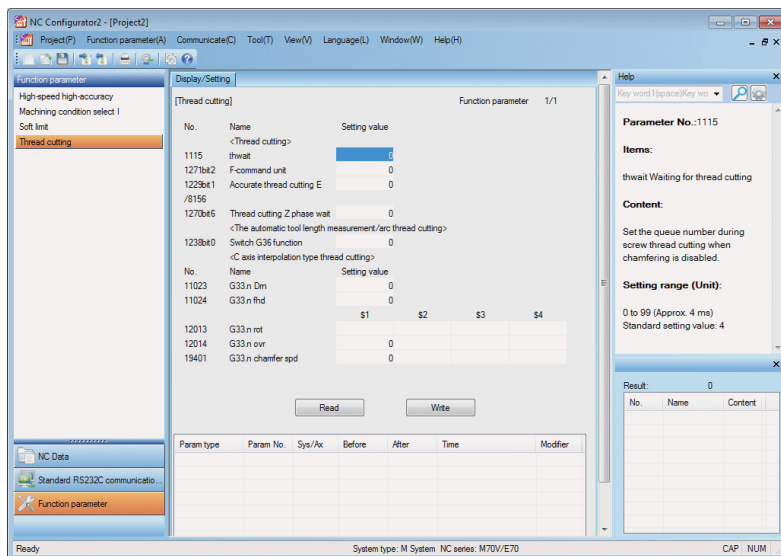 NC Configurator2 - [Project2]
Project(P) Function parameter(A) Communicate(C) Tool(T) View(V) Language(L) Window(W) Help(H)
Function parameter
High-speed high-accuracy
Machining condition select I
Soft limit
Thread cutting
NC Data
Standard RS232C communicatio...
Function parameter
Display/Setting
[Thread cutting] Function parameter 1/1
No. Name Setting value
<Thread cutting>
1115 thwait 0
1271bit2 F-command unit 0
1229bit1 Accurate thread cutting E 0
/8156
1270bit6 Thread cutting Z phase wait 0
<The automatic tool length measurement/arc thread cutting>
1238bit0 Switch G36 function 0
<C axis interpolation type thread cutting>
No. Name Setting value
11023 G33.n Dm 0
11024 G33.n fhd 0
$1 $2 $3 $4
12013 G33.n rot
12014 G33.n ovr 0
19401 G33.n chamfer spd 0
Read Write
Param type Param No. Sys/Ax Before After Time Modifier
Help
Key word1(space)Key wo
Parameter No.:1115
Items:
thwait Waiting for thread cutting
Content:
Set the queue number during
screw thread cutting when
chamfering is disabled.
Setting range (Unit):
0 to 99 (Approx. 4 ms)
Standard setting value: 4
Result: 0
No. Name Content
Ready System type: M System NC series: M70V/E70 CAP NUM